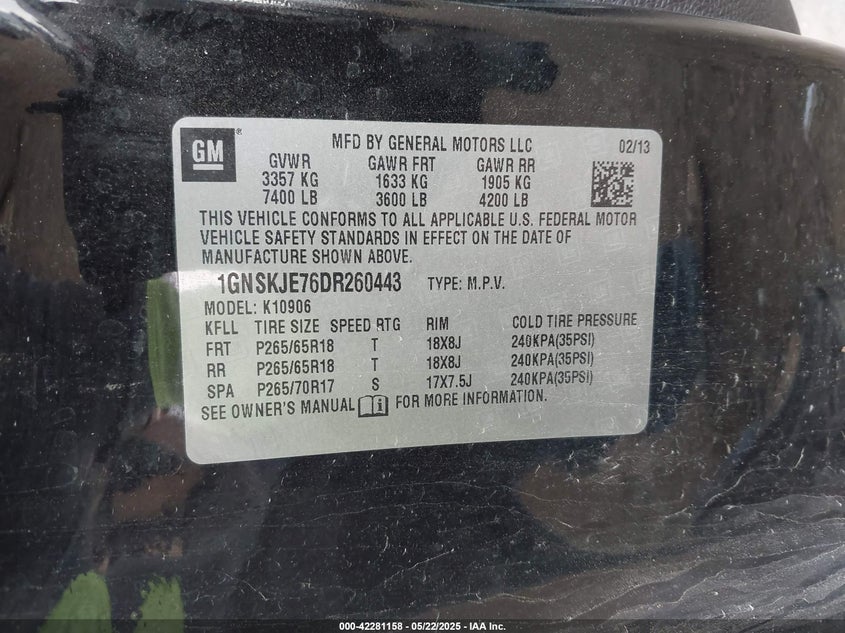 GM
®
MFD BY GENERAL MOTORS LLC 02/13
GVWR GAWR FRT GAWR RR
3357 KG 1633 KG 1905 KG
7400 LB 3600 LB 4200 LB
THIS VEHICLE CONFORMS TO ALL APPLICABLE U.S. FEDERAL MOTOR
VEHICLE SAFETY STANDARDS IN EFFECT ON THE DATE OF
MANUFACTURE SHOWN ABOVE.
1GNSKJE76DR260443 TYPE: M.P.V.
MODEL: K10906
KFLL TIRE SIZE SPEED RTG RIM COLD TIRE PRESSURE
FRT P265/65R18 T 18X8J 240KPA(35PSI)
RR P265/65R18 T 18X8J 240KPA(35PSI)
SPA P265/70R17 S 17X7.5J 240KPA(35PSI)
SEE OWNER'S MANUAL i FOR MORE INFORMATION.
000-42281158 - 05/22/2025 - IAA Inc.